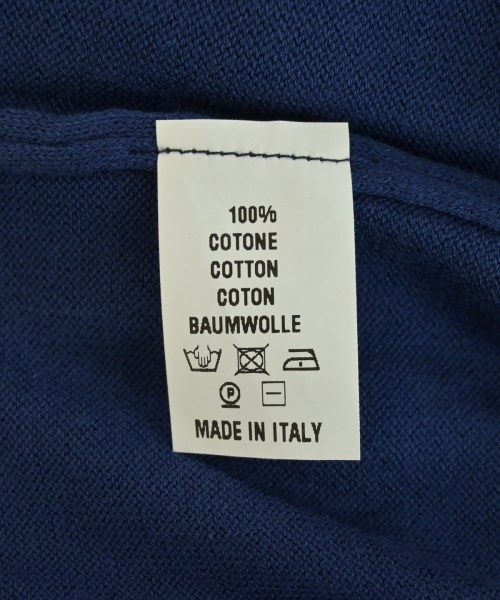 100%
COTONE
COTTON
COTON
BAUMWOLLE
P
MADE IN ITALY